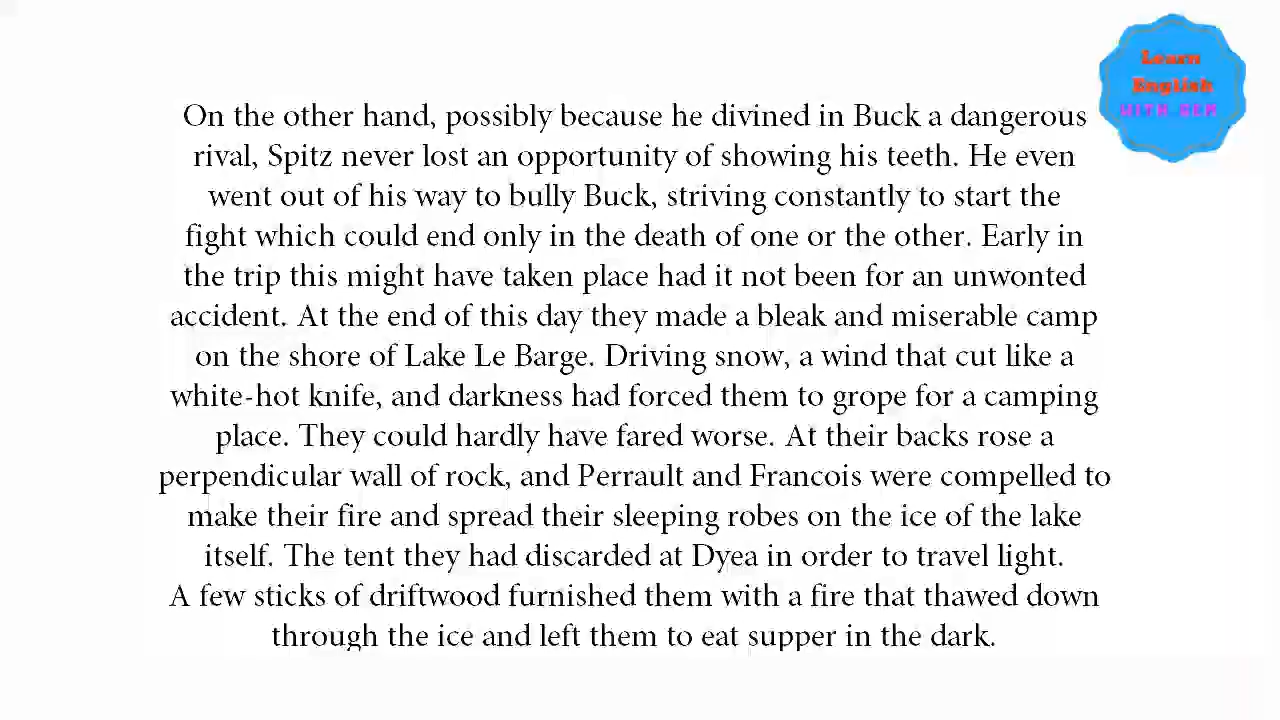 Learn
English
WITH GEM
On the other hand, possibly because he divined in Buck a dangerous
rival, Spitz never lost an opportunity of showing his teeth. He even
went out of his way to bully Buck, striving constantly to start the
fight which could end only in the death of one or the other. Early in
the trip this might have taken place had it not been for an unwonted
accident. At the end of this day they made a bleak and miserable camp
on the shore of Lake Le Barge. Driving snow, a wind that cut like a
white-hot knife, and darkness had forced them to grope for a camping
place. They could hardly have fared worse. At their backs rose a
perpendicular wall of rock, and Perrault and Francois were compelled to
make their fire and spread their sleeping robes on the ice of the lake
itself. The tent they had discarded at Dyea in order to travel light.
A few sticks of driftwood furnished them with a fire that thawed down
through the ice and left them to eat supper in the dark.